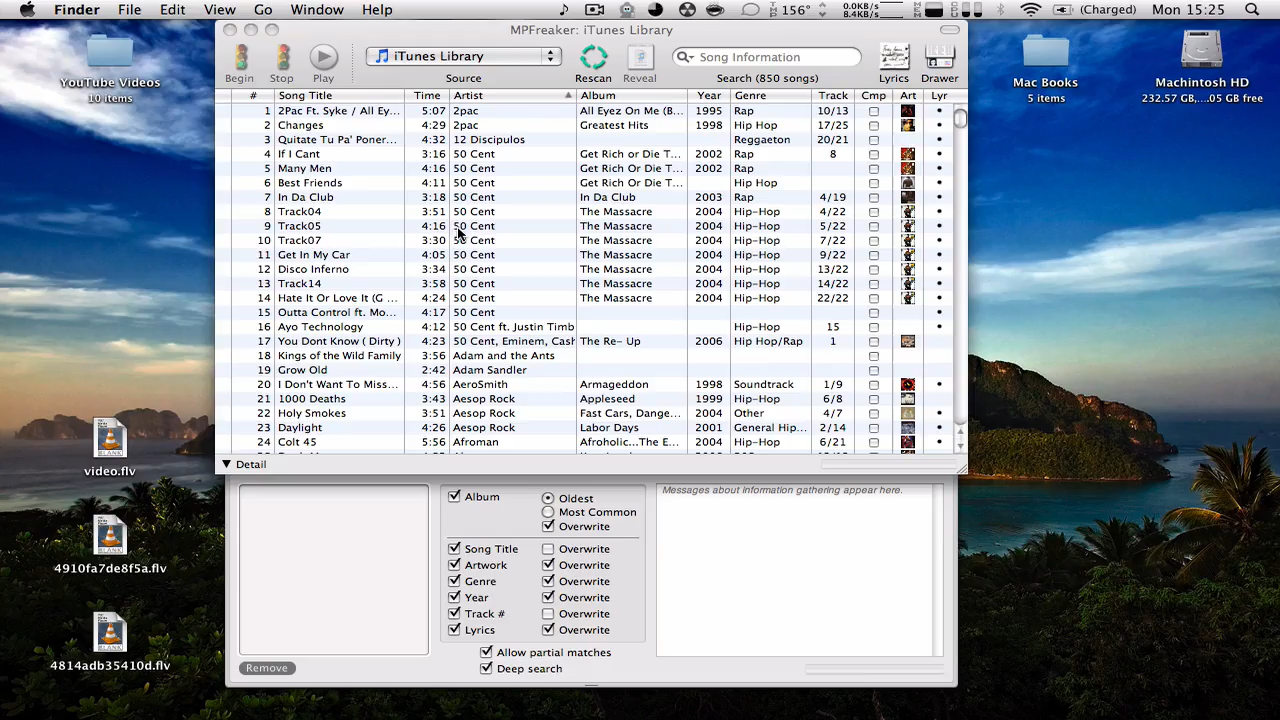 Finder File Edit View Go Window Help 156° 0.0KB/s 8.4KB/s (Charged) Mon 15:25
MPFreaker: iTunes Library
Begin Stop Play iTunes Library Source Rescan Reveal Song Information Search (850 songs) Lyrics Drawer
# Song Title Time Artist Album Year Genre Track Cmp Art Lyr
1 2Pac Ft. Syke / All Ey... 5:07 2pac All Eyez On Me (B... 1995 Rap 10/13 •
2 Changes 4:29 2pac Greatest Hits 1998 Hip Hop 17/25 •
3 Quitate Tu Pa' Poner... 4:32 12 Discipulos Reggaeton 20/21 •
4 If I Cant 3:16 50 Cent Get Rich or Die T... 2002 Rap 8 •
5 Many Men 4:16 50 Cent Get Rich Or Die T... 2002 Rap •
6 Best Friends 4:11 50 Cent Get Rich Or Die T... Hip Hop •
7 In Da Club 3:18 50 Cent In Da Club 2003 Rap 4/19 •
8 Track04 3:51 50 Cent The Massacre 2004 Hip-Hop 4/22 •
9 Track05 4:16 50 Cent The Massacre 2004 Hip-Hop 5/22 •
10 Track07 3:30 50 Cent The Massacre 2004 Hip-Hop 7/22 •
11 Get In My Car 4:05 50 Cent The Massacre 2004 Hip-Hop 9/22 •
12 Disco Inferno 3:34 50 Cent The Massacre 2004 Hip-Hop 13/22 •
13 Track14 3:58 50 Cent The Massacre 2004 Hip-Hop 14/22 •
14 Hate It Or Love It (G ... 4:24 50 Cent The Massacre 2004 Hip-Hop 22/22 •
15 Outta Control ft. Mo... 4:17 50 Cent •
16 Ayo Technology 4:12 50 Cent ft. Justin Timb Hip-Hop 15 •
17 You Dont Know ( Dirty ) 4:23 50 Cent, Eminem, Cash The Re- Up 2006 Hip Hop/Rap 1
18 Kings of the Wild Family 3:56 Adam and the Ants
19 Grow Old 2:42 Adam Sandler
20 I Don't Want To Miss... 4:56 AeroSmith Armageddon 1998 Soundtrack 1/9 •
21 1000 Deaths 3:43 Aesop Rock Appleseed 1999 Hip-Hop 6/8
22 Holy Smokes 3:51 Aesop Rock Fast Cars, Dange... 2004 Other 4/7
23 Daylight 4:26 Aesop Rock Labor Days 2001 General Hip... 2/14 •
24 Colt 45 5:56 Afroman Afroholic...The E... 2004 Hip-Hop 6/21 •
Detail
Album Oldest
Most Common
Overwrite
Song Title Overwrite
Artwork Overwrite
Genre Overwrite
Year Overwrite
Track # Overwrite
Lyrics Overwrite
Allow partial matches
Deep search
Remove
Messages about information gathering appear here.
YouTube Videos
10 items
video.flv
4910fa7de8f5a.flv
4814adb35410d.flv
Mac Books
5 items
Machintosh HD
232.57 GB,...05 GB free